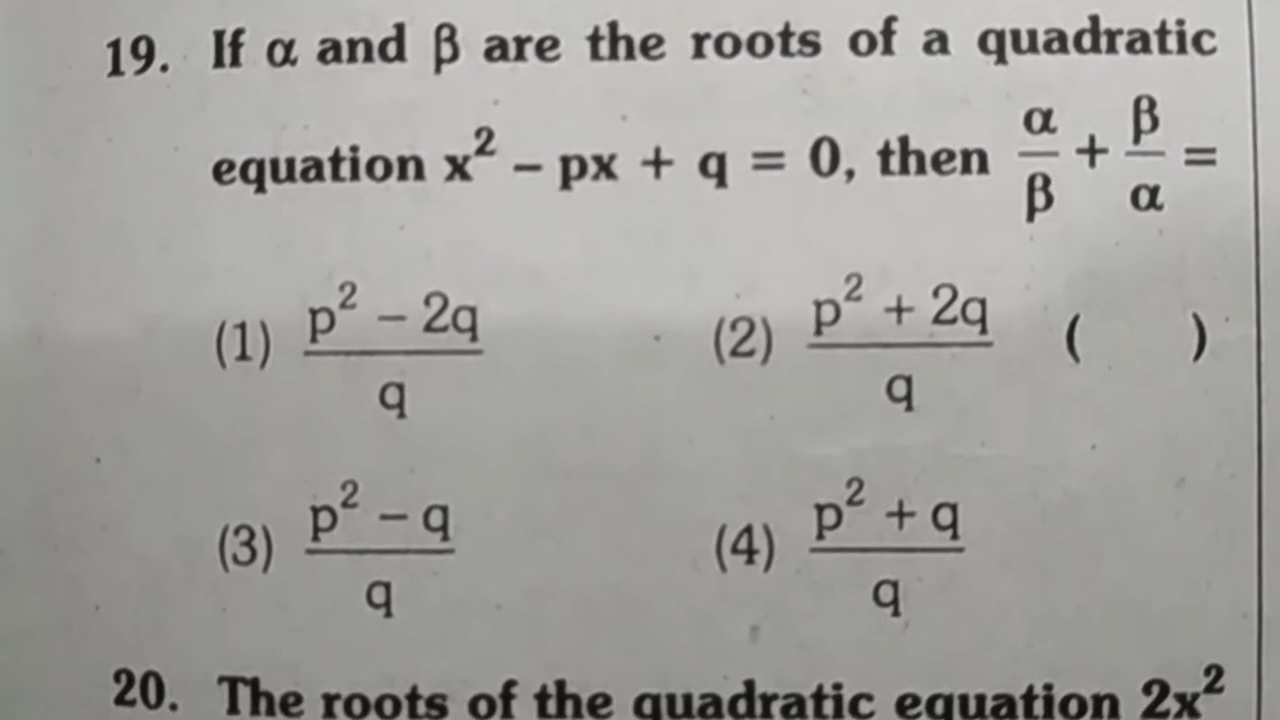 19. If α and β are the roots of a quadratic
equation x² – px + q = 0, then α/β + β/α =
(1) p² – 2q / q (2) p² + 2q / q ( )
(3) p² – q / q (4) p² + q / q
20. The roots of the quadratic equation 2x²